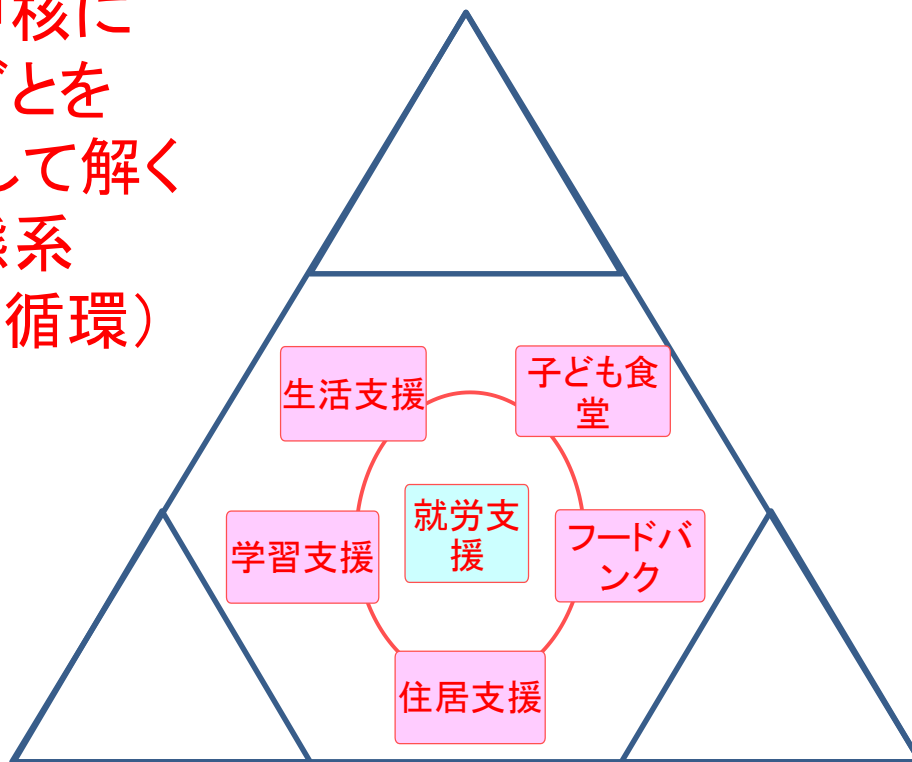 核に
ごとを
して解く
態系
循環）
生活支援
子ども食
堂
就労支
援
学習支援
フードバ
ンク
住居支援